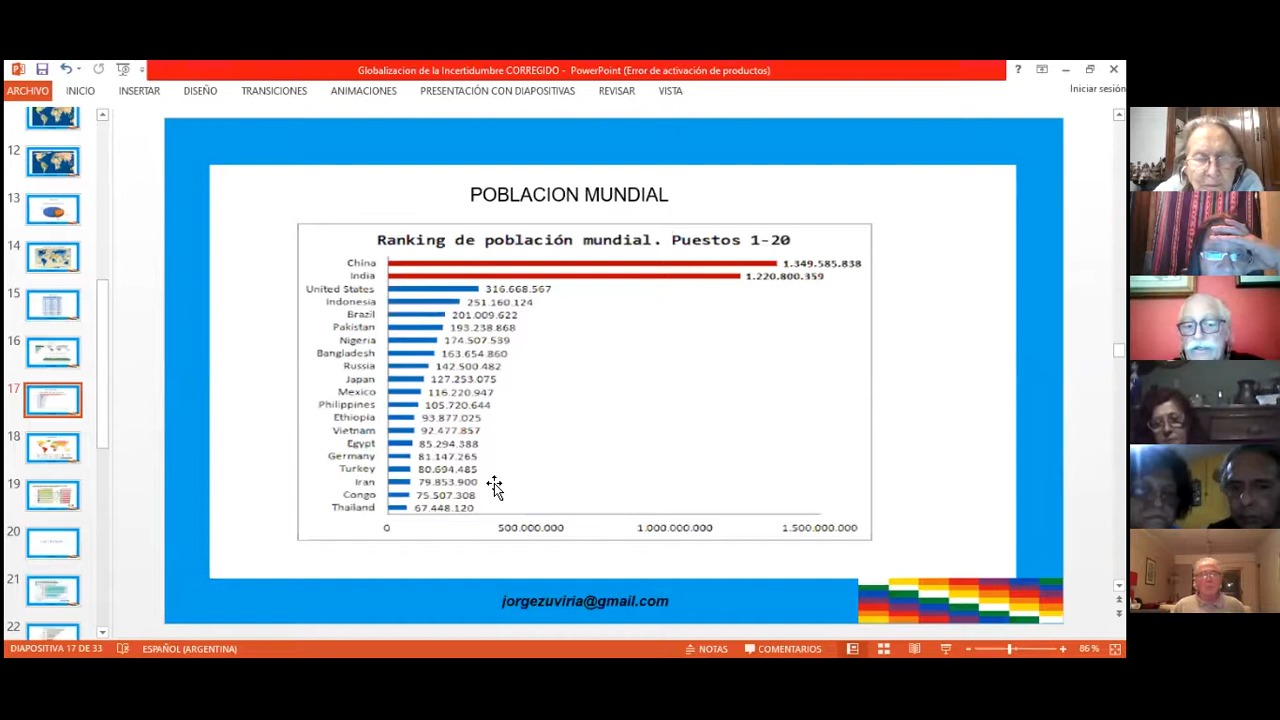 Globalizacion de la Incertidumbre CORREGIDO - PowerPoint (Error de activación de productos)
ARCHIVO INICIO INSERTAR DISEÑO TRANSICIONES ANIMACIONES PRESENTACIÓN CON DIAPOSITIVAS REVISAR VISTA
Iniciar sesión
12
13
14
15
16
17
18
19
20
21
22
POBLACION MUNDIAL
Ranking de población mundial. Puestos 1-20
China 1.349.585.838
India 1.220.800.359
United States 316.668.567
Indonesia 251.160.124
Brazil 201.009.622
Pakistan 193.238.868
Nigeria 174.507.539
Bangladesh 163.654.860
Russia 142.500.482
Japan 127.253.075
Mexico 116.220.947
Philippines 105.720.644
Ethiopia 93.877.025
Vietnam 92.477.857
Egypt 85.294.388
Germany 81.147.265
Turkey 80.694.485
Iran 79.853.900
Congo 75.507.308
Thailand 67.448.120
0 500.000.000 1.000.000.000 1.500.000.000
jorgezuviria@gmail.com
DIAPOSITIVA 17 DE 33 ESPAÑOL (ARGENTINA) NOTAS COMENTARIOS 86 %